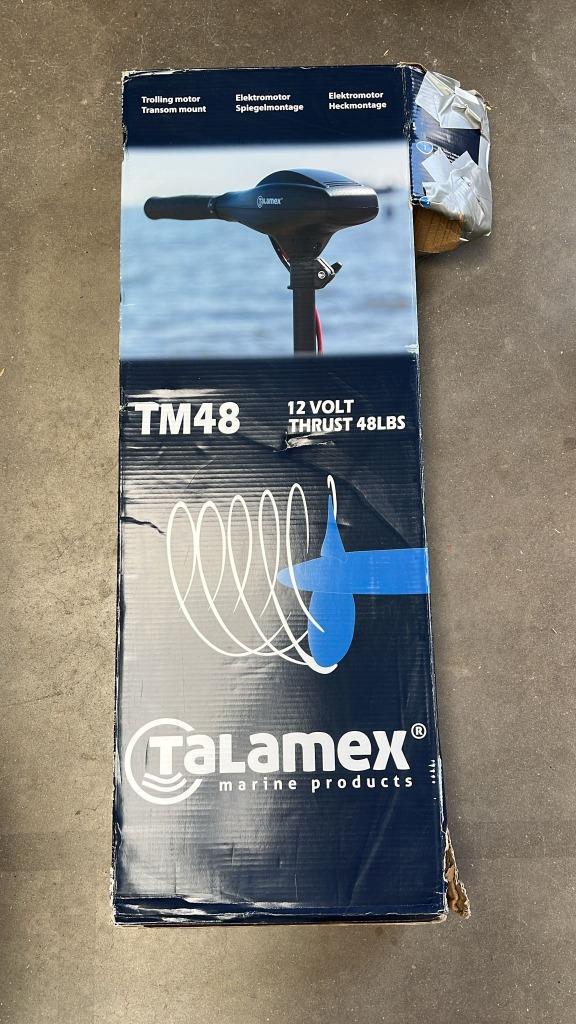 Trolling motor
Transom mount
Elektromotor
Spiegelmontage
Elektromotor
Heckmontage
TALAMEX
TM48
12 VOLT
THRUST 48LBS
TaLamex®
marine products